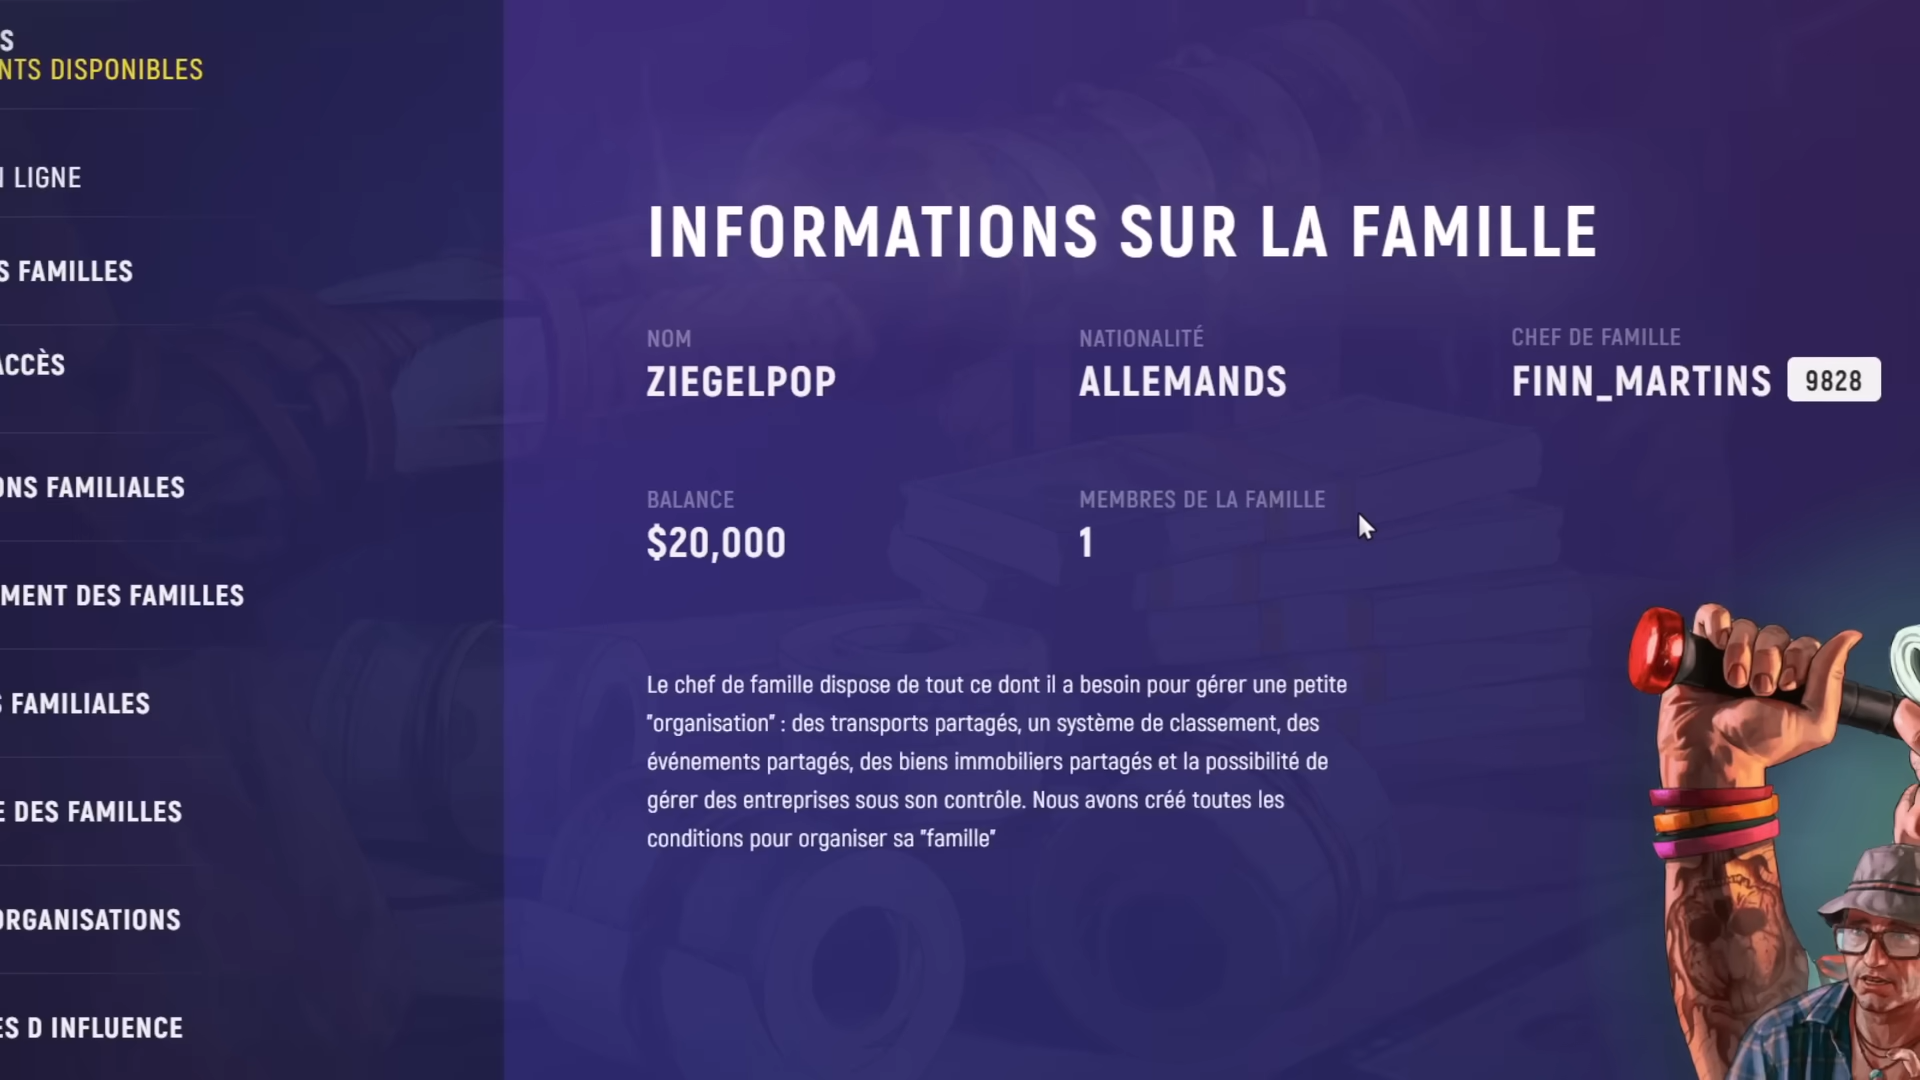 S
NTS DISPONIBLES
LIGNE
S FAMILLES
ACCÈS
ONS FAMILIALES
MENT DES FAMILLES
S FAMILIALES
E DES FAMILLES
ORGANISATIONS
ES D INFLUENCE
INFORMATIONS SUR LA FAMILLE
NOM
ZIEGELPOP
NATIONALITÉ
ALLEMANDS
CHEF DE FAMILLE
FINN_MARTINS 9828
BALANCE
$20,000
MEMBRES DE LA FAMILLE
1
Le chef de famille dispose de tout ce dont il a besoin pour gérer une petite
"organisation" : des transports partagés, un système de classement, des
événements partagés, des biens immobiliers partagés et la possibilité de
gérer des entreprises sous son contrôle. Nous avons créé toutes les
conditions pour organiser sa "famille"